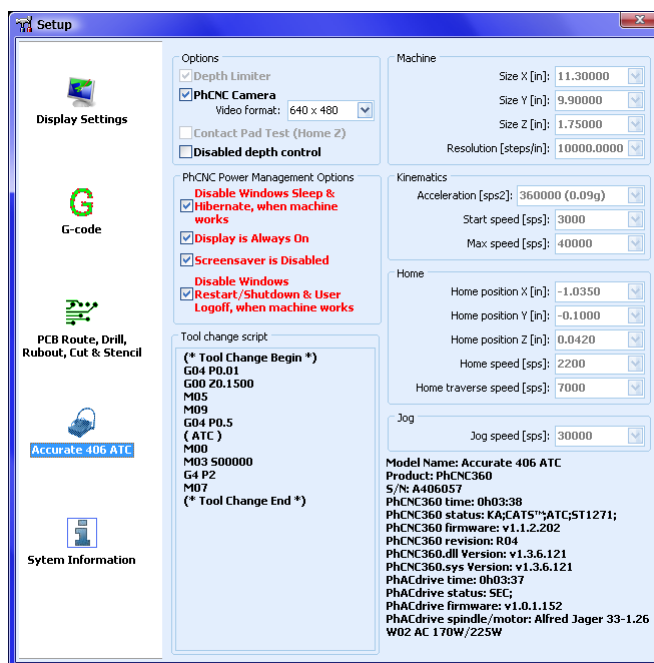 Setup
Display Settings
G-code
PCB Route, Drill,
Rubout, Cut & Stencil
Accurate 406 ATC
Sytem Information
Options
Depth Limiter
PhCNC Camera
Video format: 640 x 480
Contact Pad Test (Home Z)
Disabled depth control
PhCNC Power Management Options
Disable Windows Sleep &
Hibernate, when machine
works
Display is Always On
Screensaver is Disabled
Disable Windows
Restart/Shutdown & User
Logoff, when machine works
Tool change script
(* Tool Change Begin *)
G04 P0.01
G00 Z0.1500
M05
M09
G04 P0.5
( ATC )
M00
M03 S00000
G4 P2
M07
(* Tool Change End *)
Machine
Size X [in]: 11.30000
Size Y [in]: 9.90000
Size Z [in]: 1.75000
Resolution [steps/in]: 10000.0000
Kinematics
Acceleration [sps2]: 360000 (0.09g)
Start speed [sps]: 3000
Max speed [sps]: 40000
Home
Home position X [in]: -1.0350
Home position Y [in]: -0.1000
Home position Z [in]: 0.0420
Home speed [sps]: 2200
Home traverse speed [sps]: 7000
Jog
Jog speed [sps]: 30000
Model Name: Accurate 406 ATC
Product: PhCNC360
S/N: A406057
PhCNC360 time: 0h03:38
PhCNC360 status: KA;CATS™;ATC;ST1271;
PhCNC360 firmware: v1.1.2.202
PhCNC360 revision: R04
PhCNC360.dll Version: v1.3.6.121
PhCNC360.sys Version: v1.3.6.121
PhACdrive time: 0h03:37
PhACdrive status: SEC;
PhACdrive firmware: v1.0.1.152
PhACdrive spindle/motor: Alfred Jager 33-1.26
W02 AC 170W/225W